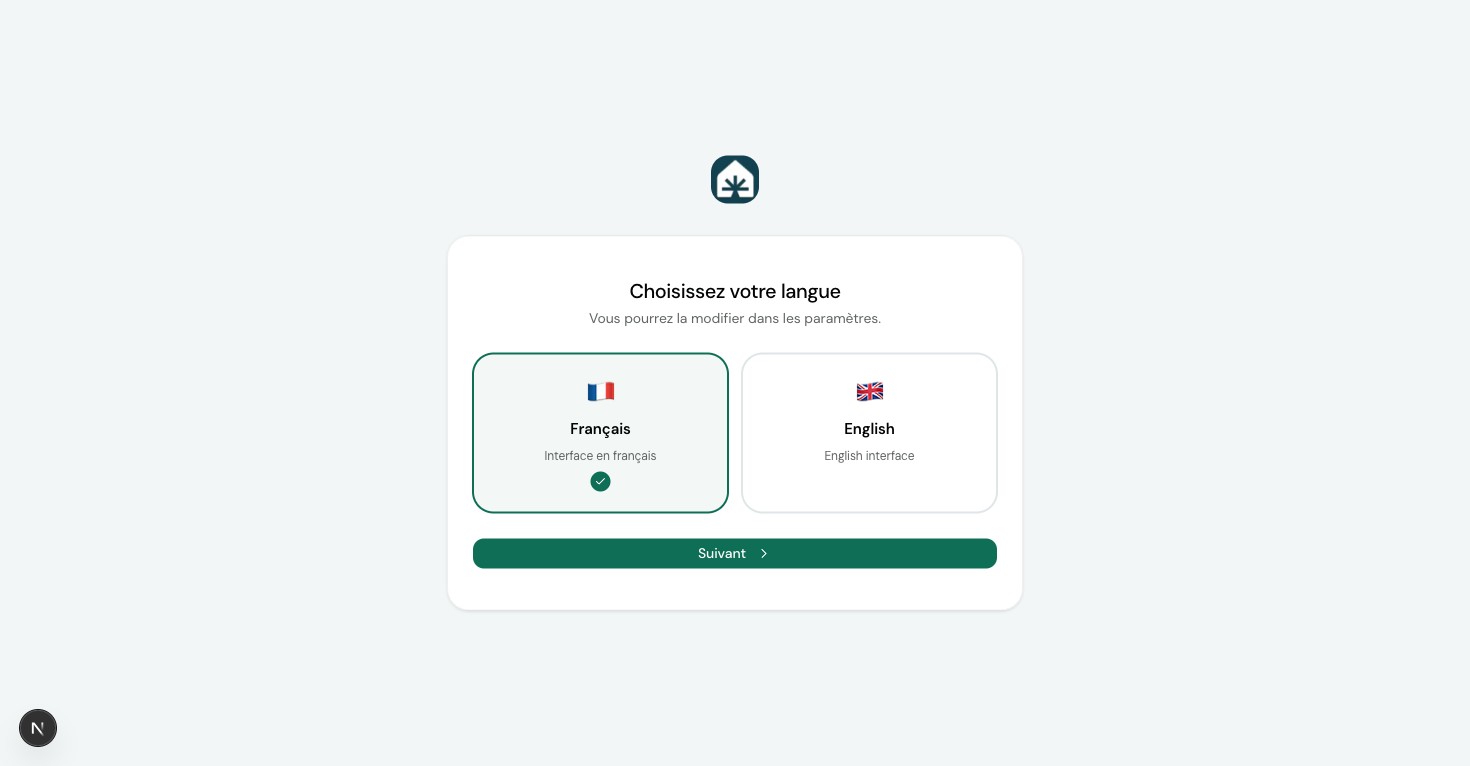 Choisissez votre langue
Vous pourrez la modifier dans les paramètres.
Français
Interface en français
English
English interface
Suivant
N